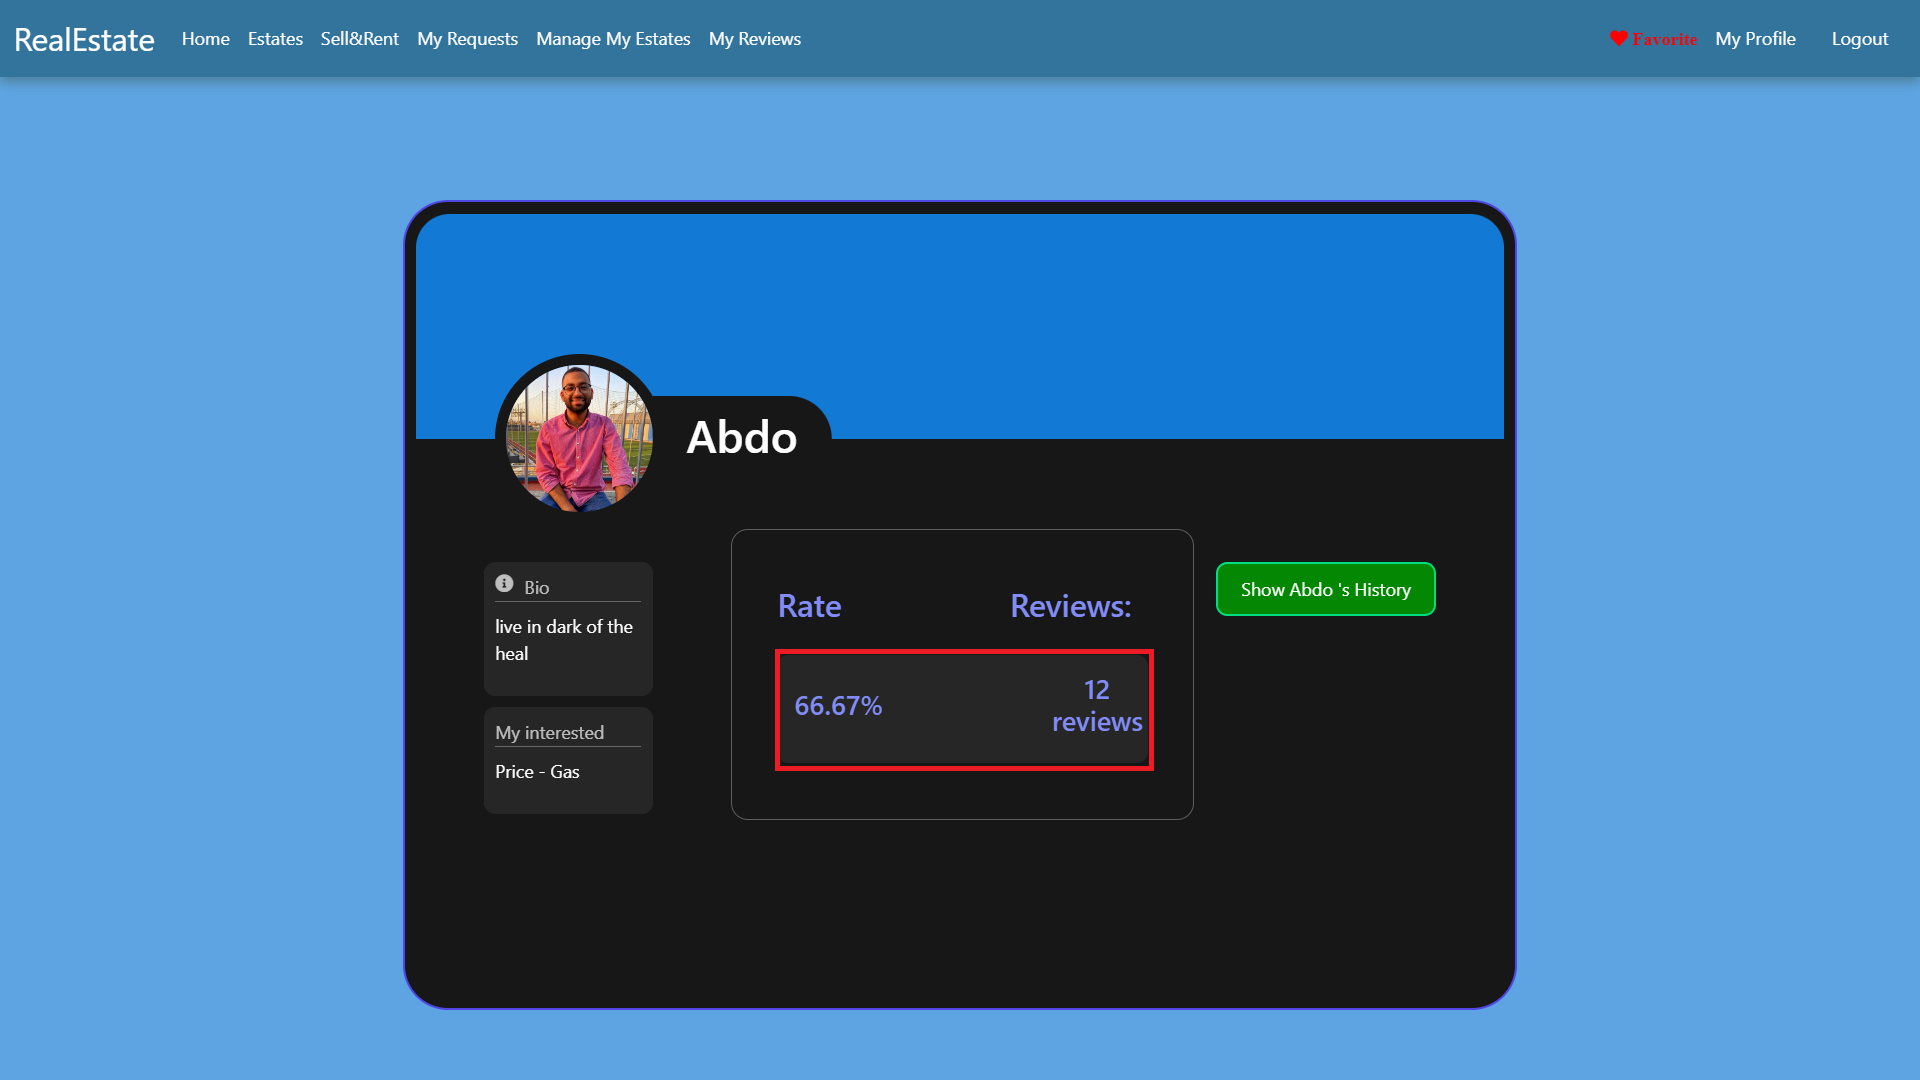 RealEstate Home Estates Sell&Rent My Requests Manage My Estates My Reviews Favorite My Profile Logout
Abdo
Bio
live in dark of the
heal
My interested
Price - Gas
Rate Reviews:
66.67% 12
reviews
Show Abdo 's History